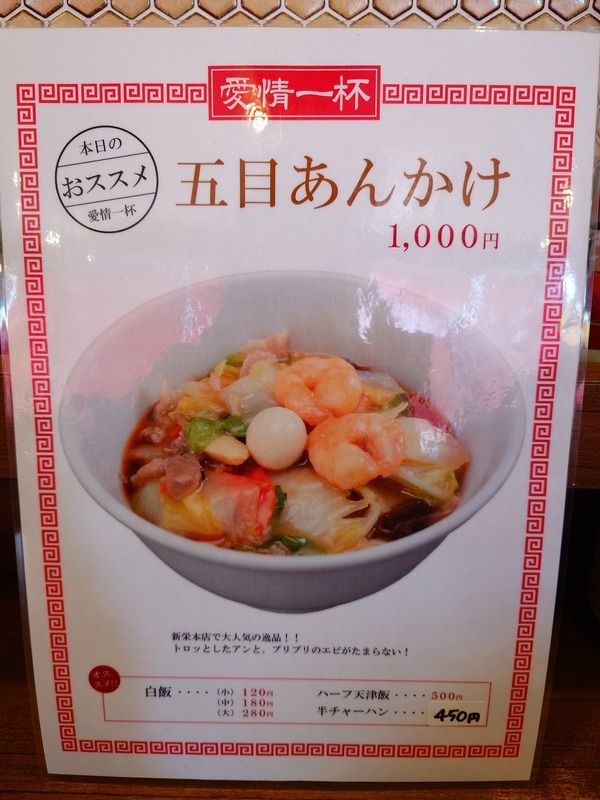 愛情一杯
本日の
おススメ
愛情一杯
五目あんかけ
1,000円
新栄本店で大人気の逸品！！
トロッとしたアンと、プリプリのエビがたまらない！
オス
スメ!!
白飯 ‥‥ （小） 120円
（中） 180円
（大） 280円
ハーフ天津飯 ‥‥ 500円
半チャーハン ‥‥ 450円